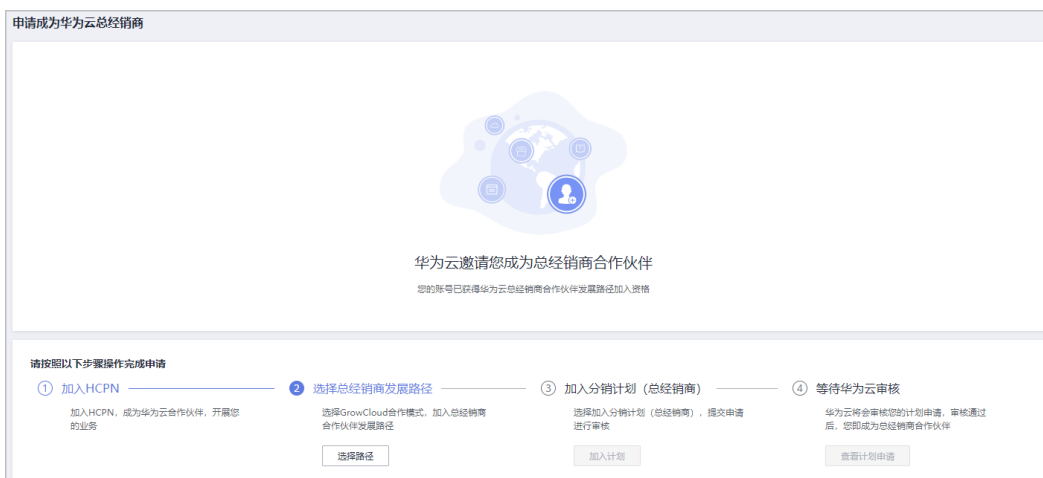 申请成为华为云总经销商
华为云邀请您成为总经销商合作伙伴
您的账号已获得华为云总经销商合作伙伴发展路径加入资格
请按照以下步骤操作完成申请
1 加入HCPN
2 选择总经销商发展路径
3 加入分销计划（总经销商）
4 等待华为云审核
加入HCPN，成为华为云合作伙伴，开展您
的业务
选择GrowCloud合作模式，加入总经销商
合作伙伴发展路径
选择加入分销计划（总经销商），提交申请
进行审核
华为云将会审核您的计划申请，审核通过
后，您即成为总经销商合作伙伴
选择路径
加入计划
查看计划申请